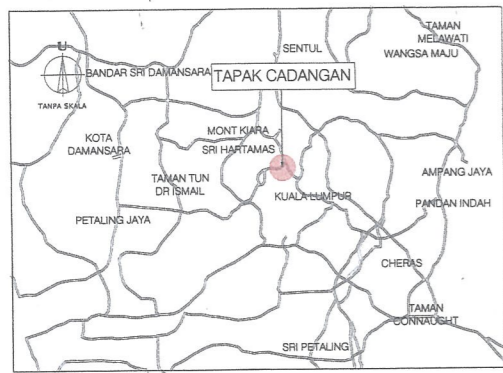 TAMAN
MELAWATI
WANGSA MAJU
SENTUL
U
BANDAR SRI DAMANSARA
TAPAK CADANGAN
TANPA SKALA
MONT KIARA
SRI HARTAMAS
KOTA
DAMANSARA
TAMAN TUN
DR ISMAIL
AMPANG JAYA
KUALA LUMPUR
PANDAN INDAH
PETALING JAYA
CHERAS
TAMAN
CONNAUGHT
SRI PETALING